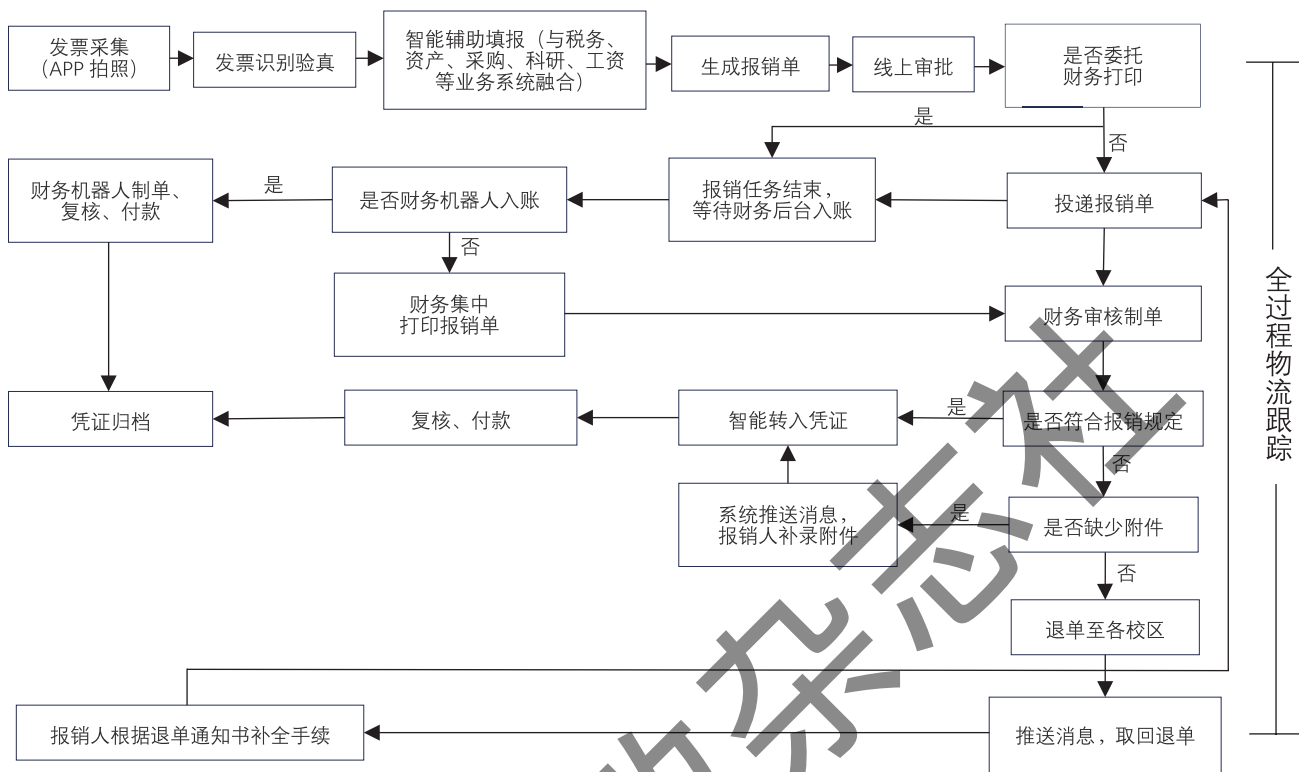 发票采集
（APP 拍照）
发票识别验真
智能辅助填报（与税务、
资产、采购、科研、工资
等业务系统融合）
生成报销单
线上审批
是否委托
财务打印
是
否
财务机器人制单、
复核、付款
是
是否财务机器人入账
报销任务结束，
等待财务后台入账
投递报销单
否
财务集中
打印报销单
财务审核制单
全过程物流跟踪
凭证归档
复核、付款
智能转入凭证
是
是否符合报销规定
否
系统推送消息，
报销人补录附件
是
是否缺少附件
否
退单至各校区
报销人根据退单通知书补全手续
推送消息，取回退单
杂志社